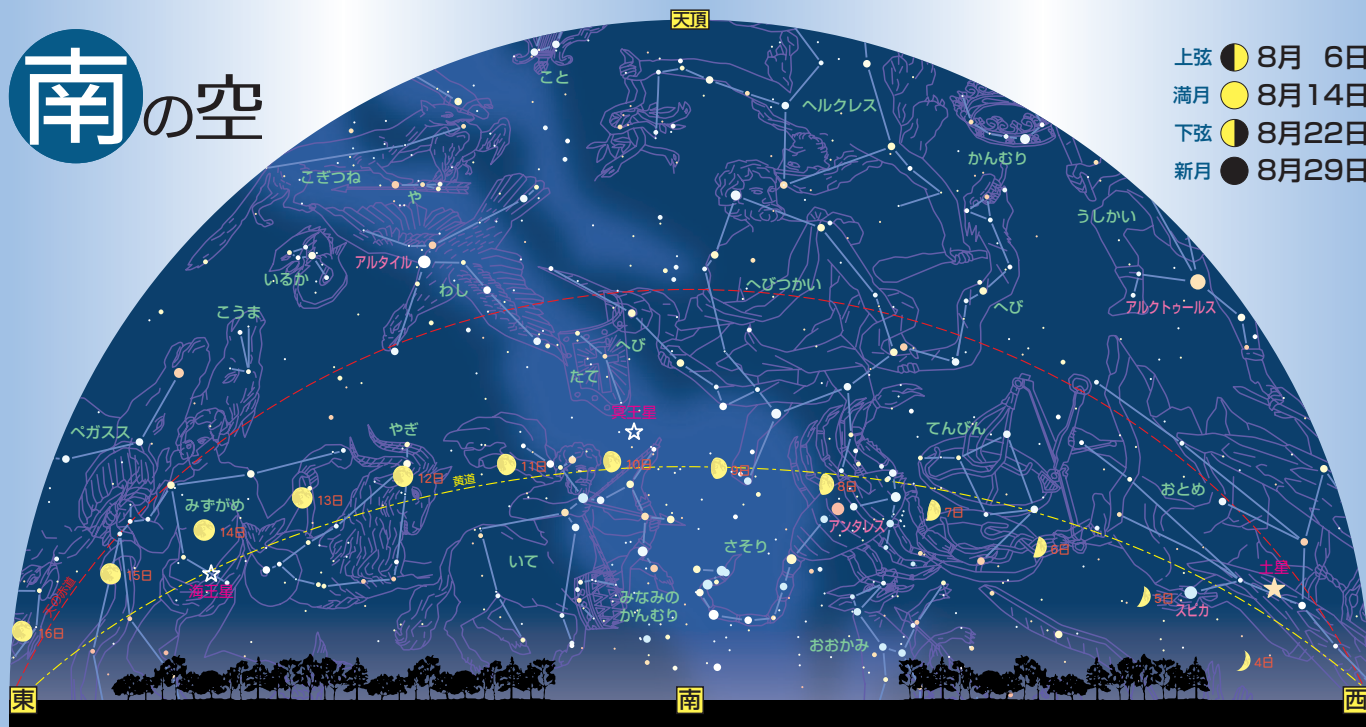 南の空
天頂
上弦 8月 6日
満月 8月14日
下弦 8月22日
新月 8月29日
こと
ヘルクレス
かんむり
こぎつね
や
うしかい
アルタイル
いるか
わし
へびつかい
アルクトゥールス
へび
こうま
へび
たて
冥王星
ペガスス
やぎ
てんびん
11日
10日
9日
12日
黄道
8日
13日
みずがめ
おとめ
7日
アンタレス
14日
いて
さそり
6日
15日
海王星
土星
天の赤道
みなみの
かんむり
5日
スピカ
16日
おおかみ
4日
東
南
西